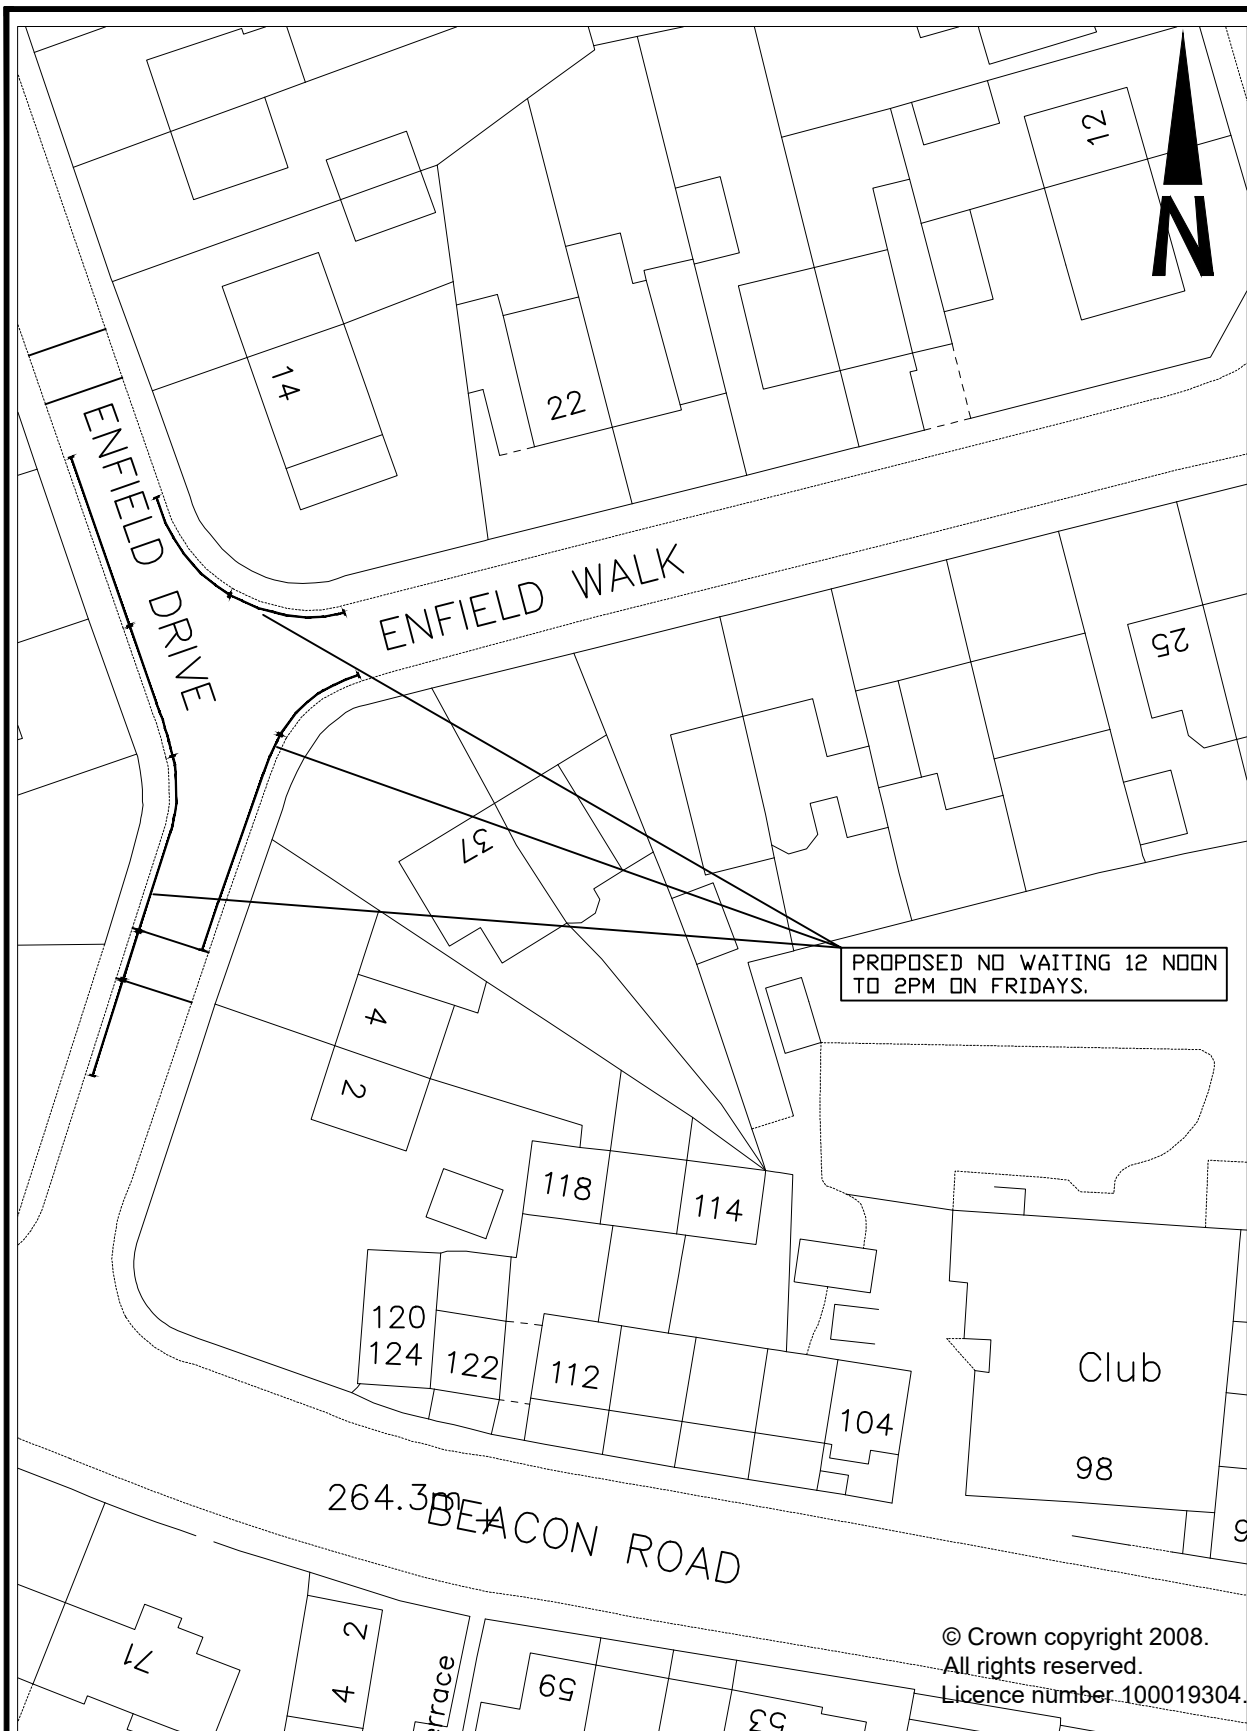 12
N
14
22
ENFIELD DRIVE
ENFIELD WALK
25
37
PROPOSED NO WAITING 12 NOON
TO 2PM ON FRIDAYS.
4
2
118
114
120
124
122
112
104
Club
98
9
264.3m
BEACON ROAD
71
2
4
errace
59
53
© Crown copyright 2008.
All rights reserved.
Licence number 100019304.